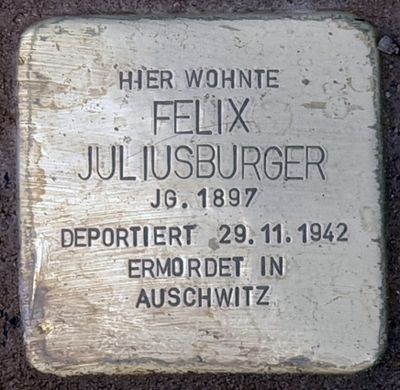 HIER WOHNTE
FELIX
JULIUSBURGER
JG. 1897
DEPORTIERT 29.11.1942
ERMORDET IN
AUSCHWITZ